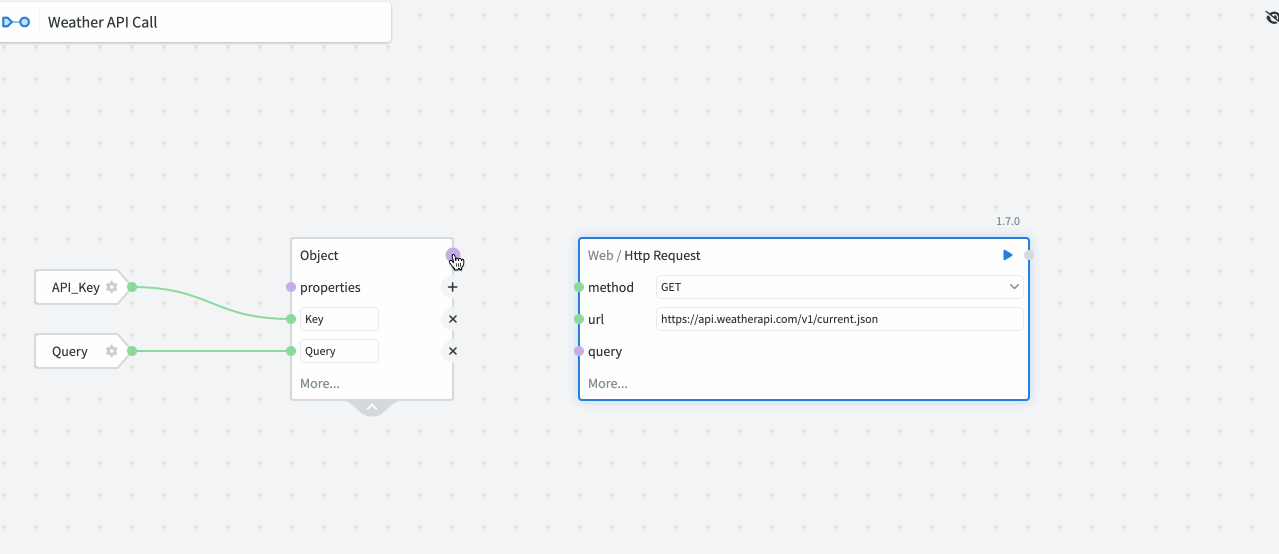 Weather API Call
1.7.0
Object
Web / Http Request
API_Key
properties
method
GET
Key
url
https://api.weatherapi.com/v1/current.json
Query
Query
query
More...
More...